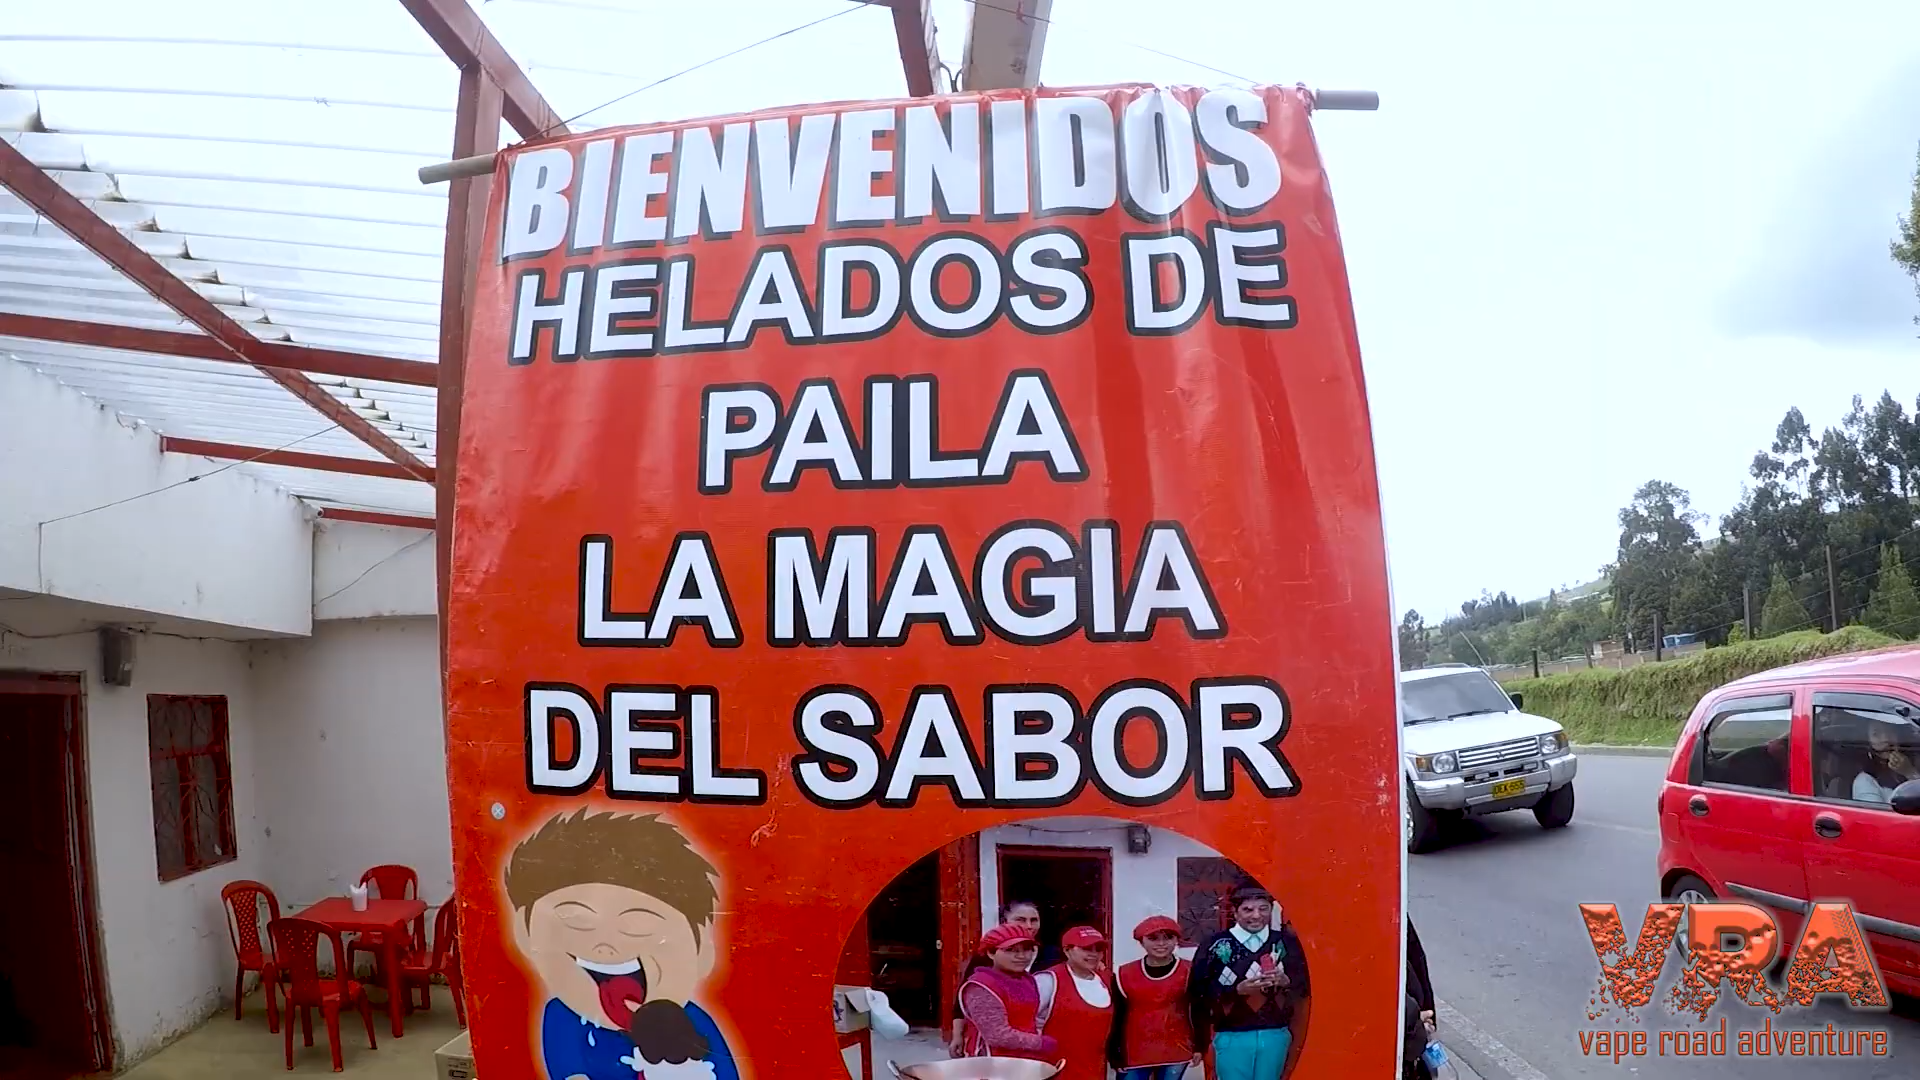 BIENVENIDOS
HELADOS DE
PAILA
LA MAGIA
DEL SABOR
VRA
vape road adventure